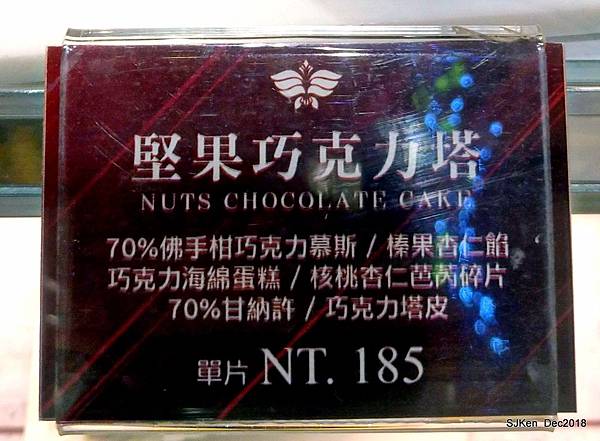 堅果巧克力塔
NUTS CHOCOLATE CAKE
70%佛手柑巧克力慕斯 / 榛果杏仁餡
巧克力海綿蛋糕 / 核桃杏仁芭芮碎片
70%甘納許 / 巧克力塔皮
單片 NT. 185
SJKen Dec2018